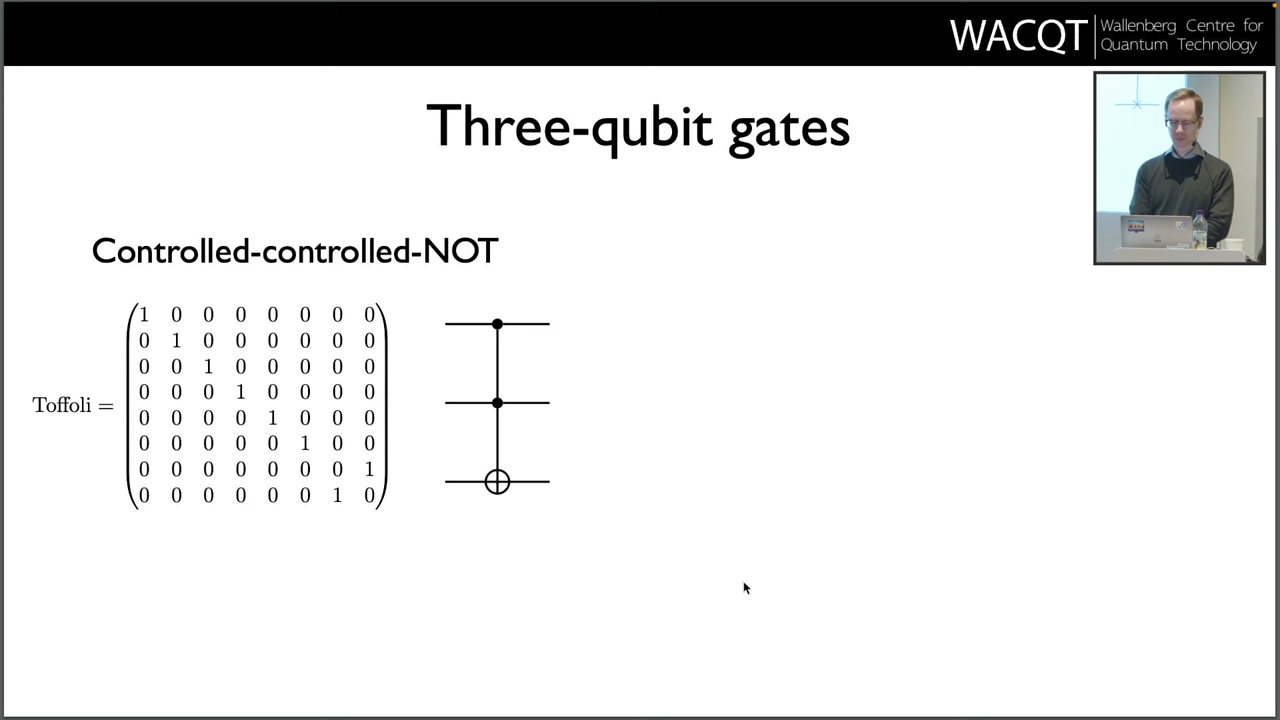 WACQT
Wallenberg Centre for
Quantum Technology
Three-qubit gates
Controlled-controlled-NOT
Toffoli =
1 0 0 0 0 0 0 0
0 1 0 0 0 0 0 0
0 0 1 0 0 0 0 0
0 0 0 1 0 0 0 0
0 0 0 0 1 0 0 0
0 0 0 0 0 1 0 0
0 0 0 0 0 0 0 1
0 0 0 0 0 0 1 0